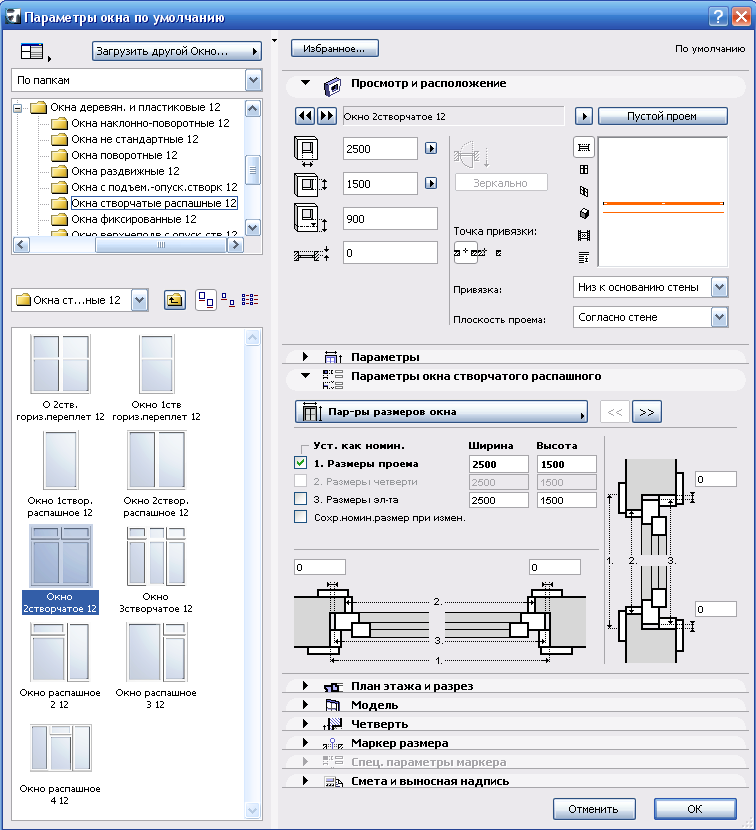 Параметры окна по умолчанию
Загрузить другой Окно...
Избранное...
По умолчанию
По папкам
Окна деревян. и пластиковые 12
Окна наклонно-поворотные 12
Окна не стандартные 12
Окна поворотные 12
Окна раздвижные 12
Окна с подъем.-опуск.створк 12
Окна створчатые распашные 12
Окна фиксированные 12
Окно верхнеподв.с опуск.ств 12
Окна ст...ные 12
О 2ств.
гориз.переплет 12
Окно 1ств
гориз.переплет 12
Окно 1створ.
распашное 12
Окно 2створ.
распашное 12
Окно
2створчатое 12
Окно
3створчатое 12
Окно распашное
2 12
Окно распашное
3 12
Окно распашное
4 12
Просмотр и расположение
Окно 2створчатое 12
Пустой проем
2500
1500
900
0
Зеркально
Точка привязки:
Привязка:
Низ к основанию стены
Плоскость проема:
Согласно стене
Параметры
Параметры окна створчатого распашного
Пар-ры размеров окна
<<
>>
Уст. как номин.
Ширина
Высота
1. Размеры проема
2500
1500
2. Размеры четверти
2500
1500
3. Размеры эл-та
2500
1500
Сохр.номин.размер при измен.
0
0
2.
3.
1.
0
1.
2.
3.
0
План этажа и разрез
Модель
Четверть
Маркер размера
Спец. параметры маркера
Смета и выносная надпись
Отменить
OK